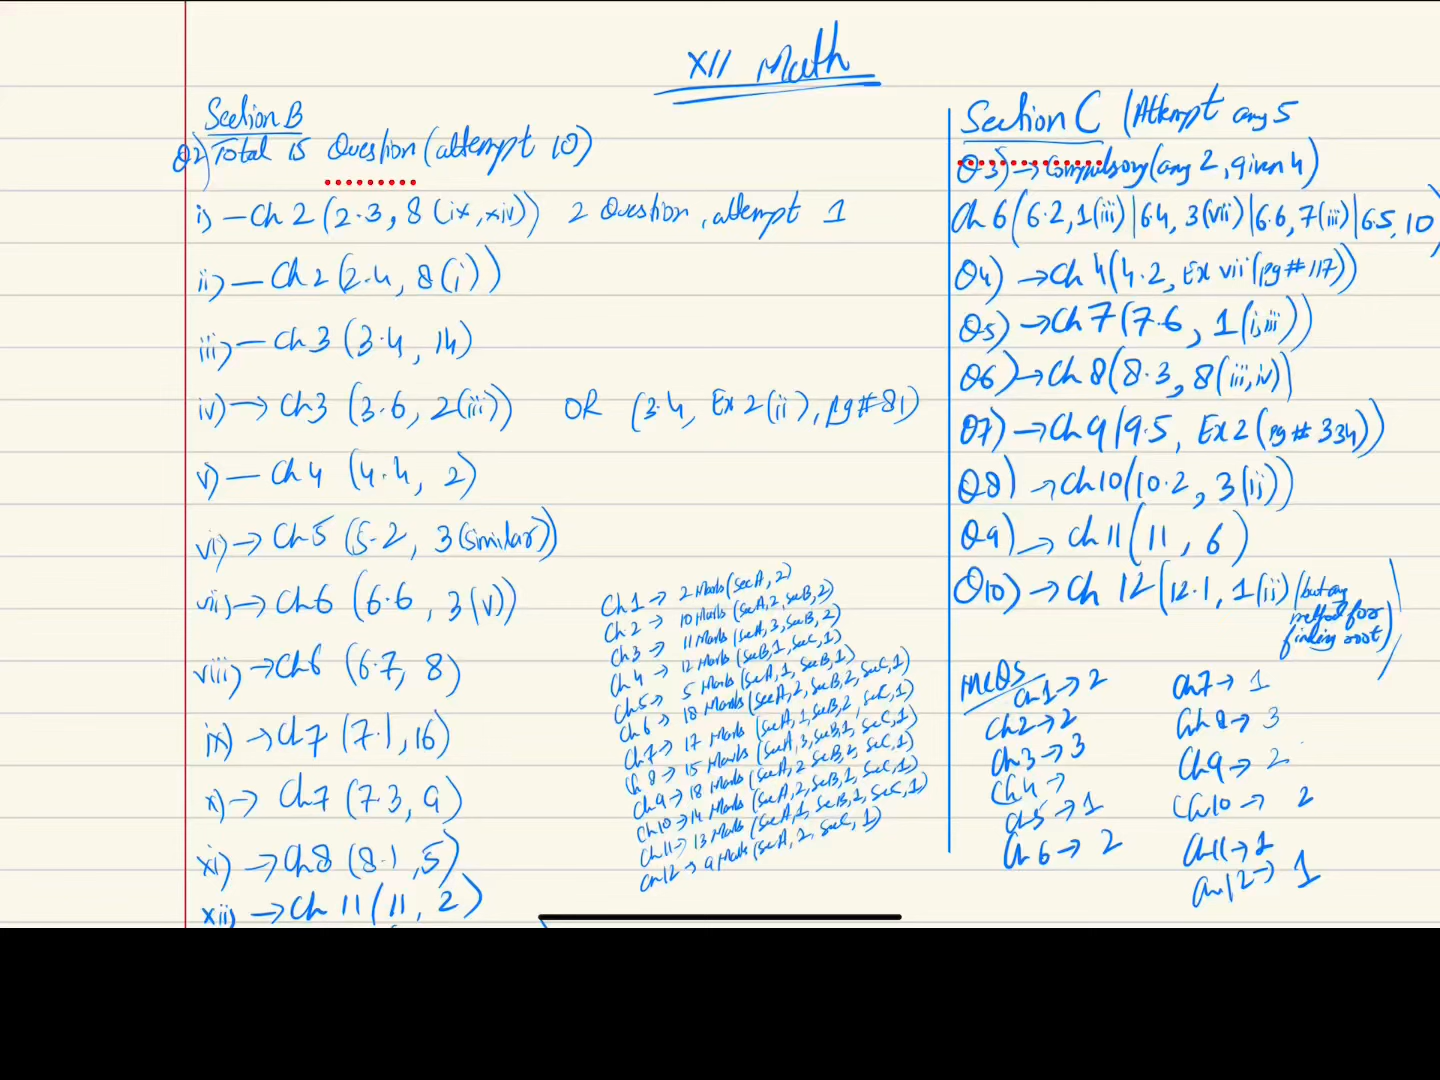 XII Math
Section B
Q2) Total 15 Question (attempt 10)
i) – Ch 2 (2.3, 8 (ix, xiv)) 2 Question, attempt 1
ii) – Ch 2 (2.4, 8(i))
iii) – Ch 3 (3.4, 14)
iv) → Ch3 (3.6, 2(iii)) OR (3.4, Ex 2(ii), pg # 81)
v) – Ch 4 (4.4, 2)
vi) → Ch 5 (5.2, 3(similar))
vii) → Ch6 (6.6, 3(v))
viii) → Ch6 (6.7, 8)
ix) → Ch7 (7.1, 16)
x) → Ch7 (7.3, 9)
xi) → Ch8 (8.1, 5)
xii) → Ch 11 (11, 2)
Ch 1 → 2 Marks (Sec A, 2)
Ch 2 → 10 Marks (Sec A, 2, Sec B, 2)
Ch 3 → 11 Marks (Sec A, 3, Sec B, 2)
Ch 4 → 12 Marks (Sec B, 1, Sec C, 1)
Ch 5 → 5 Marks (Sec A, 1, Sec B, 1)
Ch 6 → 18 Marks (Sec A, 2, Sec B, 2, Sec C, 1)
Ch 7 → 17 Marks (Sec A, 1, Sec B, 2, Sec C, 1)
Ch 8 → 15 Marks (Sec A, 3, Sec B, 1, Sec C, 1)
Ch 9 → 18 Marks (Sec A, 2 Sec B, 2, Sec C, 1)
Ch 10 → 14 Marks (Sec A, 2, Sec B, 1, Sec C, 1)
Ch 11 → 13 Marks (Sec A, 1, Sec B, 1, Sec C, 1)
Ch 12 → 9 Marks (Sec A, 1, Sec C, 1)
Section C (Attempt any 5
Q3) → Compulsory (any 2, given 4)
Ch 6 (6.2, 1(iii) | 6.4, 3(vii) | 6.6, 7(iii) | 6.5, 10)
Q4) → Ch 4 (4.2, Ex vii (pg # 117))
Q5) → Ch 7 (7.6, 1(i,iii))
Q6) → Ch 8 (8.3, 8(iii,iv))
Q7) → Ch 9 (9.5, Ex 2 (pg # 334))
Q8) → Ch 10 (10.2, 3(ii))
Q9) → Ch 11 (11, 6)
Q10) → Ch 12 (12.1, 1(ii) (but any
method for
finding root)
MCQS
Ch 1 → 2 Ch 7 → 1
Ch 2 → 2 Ch 8 → 3
Ch 3 → 3 Ch 9 → 2
Ch 4 → Ch 10 → 2
Ch 5 → 1 Ch 11 → 1
Ch 6 → 2 Ch 12 → 1